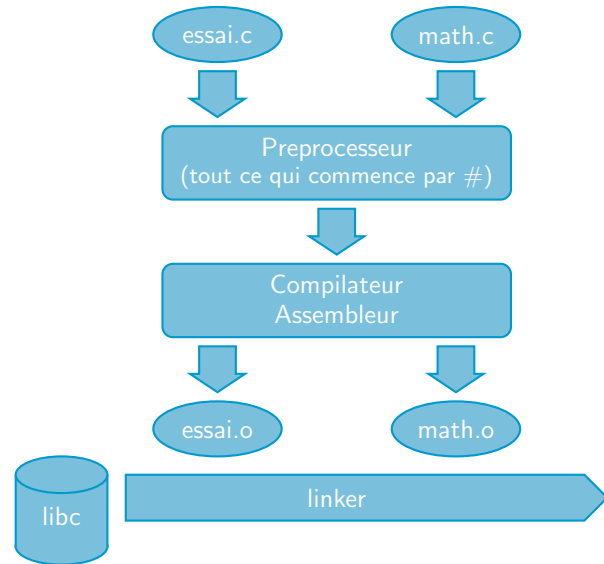 essai.c
math.c
Preprocesseur
(tout ce qui commence par #)
Compilateur
Assembleur
essai.o
math.o
libc
linker